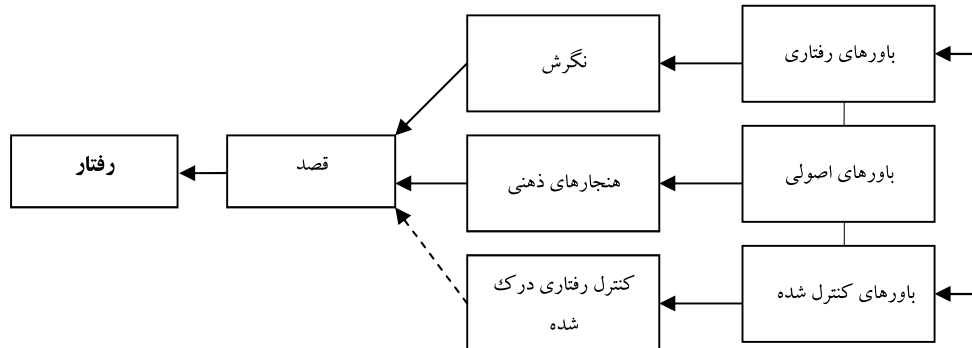 باورهای رفتاری
نگرش
باورهای اصولی
هنجارهای ذهنی
قصد
رفتار
باورهای کنترل شده
کنترل رفتاری درک
شده